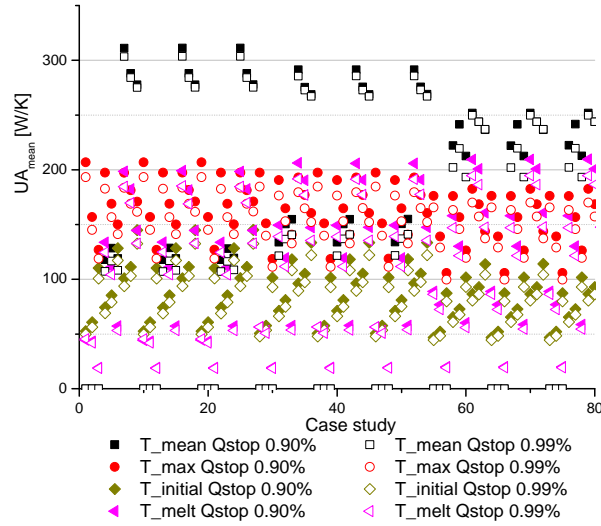 300
200
100
0
UA_mean [W/K]
0 20 40 60 80
Case study
T_mean Qstop 0.90% T_mean Qstop 0.99%
T_max Qstop 0.90% T_max Qstop 0.99%
T_initial Qstop 0.90% T_initial Qstop 0.99%
T_melt Qstop 0.90% T_melt Qstop 0.99%